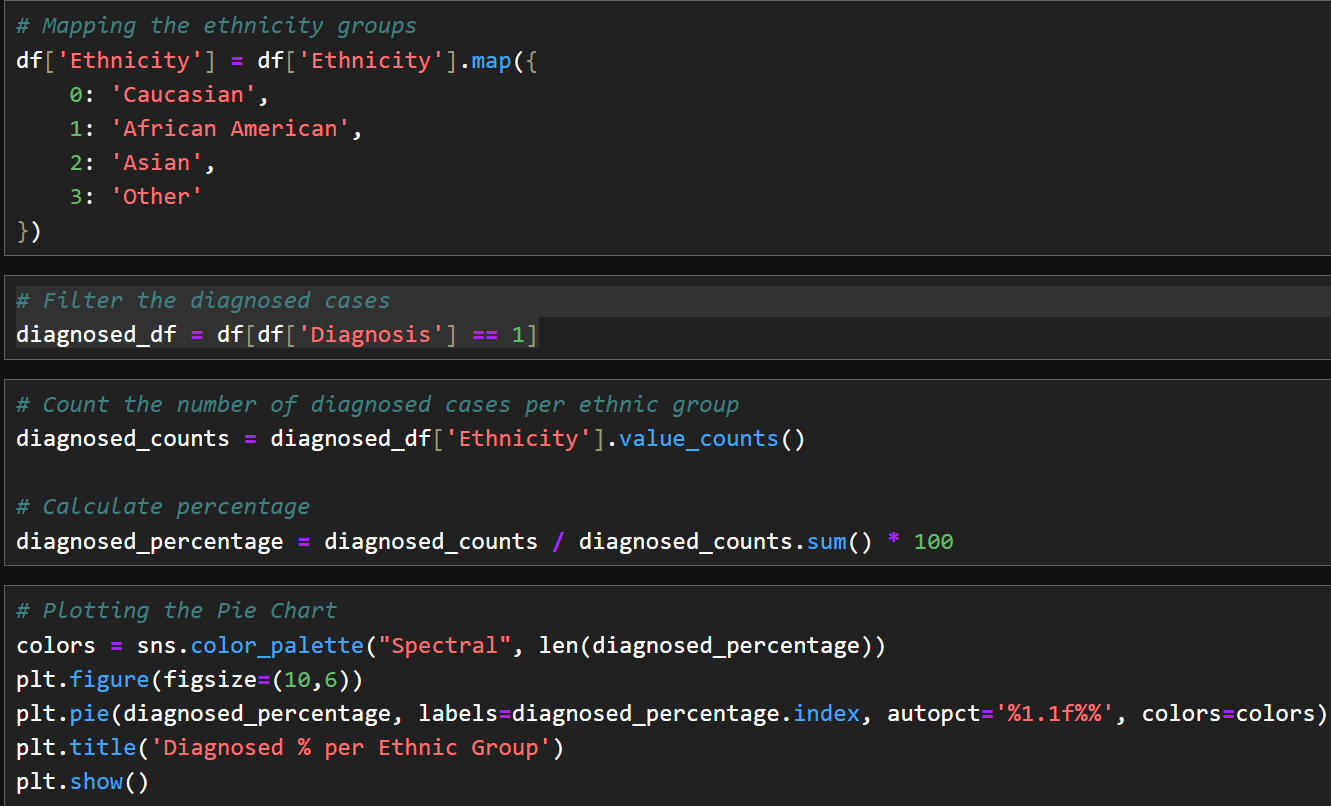 # Mapping the ethnicity groups
df['Ethnicity'] = df['Ethnicity'].map({
    0: 'Caucasian',
    1: 'African American',
    2: 'Asian',
    3: 'Other'
})
# Filter the diagnosed cases
diagnosed_df = df[df['Diagnosis'] == 1]
# Count the number of diagnosed cases per ethnic group
diagnosed_counts = diagnosed_df['Ethnicity'].value_counts()
# Calculate percentage
diagnosed_percentage = diagnosed_counts / diagnosed_counts.sum() * 100
# Plotting the Pie Chart
colors = sns.color_palette("Spectral", len(diagnosed_percentage))
plt.figure(figsize=(10,6))
plt.pie(diagnosed_percentage, labels=diagnosed_percentage.index, autopct='%1.1f%%', colors=colors)
plt.title('Diagnosed % per Ethnic Group')
plt.show()